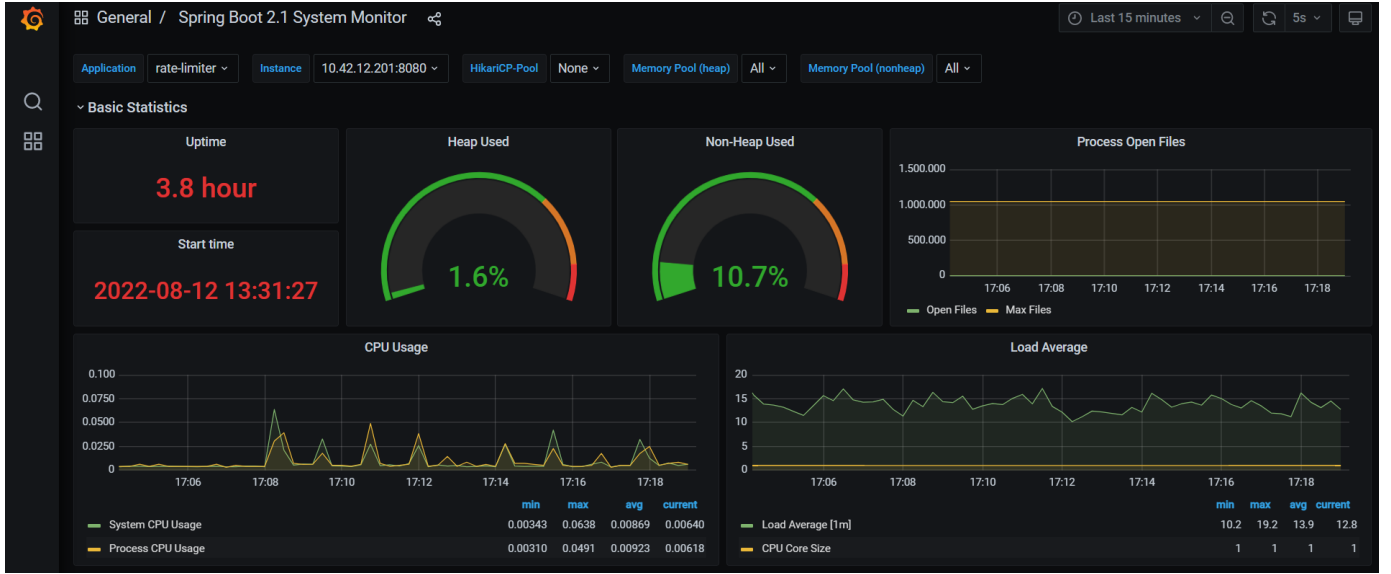 General / Spring Boot 2.1 System Monitor
Last 15 minutes
5s
Application rate-limiter Instance 10.42.12.201:8080 HikariCP-Pool None Memory Pool (heap) All Memory Pool (nonheap) All
Basic Statistics
Uptime
3.8 hour
Start time
2022-08-12 13:31:27
Heap Used
1.6%
Non-Heap Used
10.7%
Process Open Files
1.500.000
1.000.000
500.000
0
17:06 17:08 17:10 17:12 17:14 17:16 17:18
Open Files Max Files
CPU Usage
0.100
0.0750
0.0500
0.0250
0
17:06 17:08 17:10 17:12 17:14 17:16 17:18
min max avg current
System CPU Usage 0.00343 0.0638 0.00869 0.00640
Process CPU Usage 0.00310 0.0491 0.00923 0.00618
Load Average
20
15
10
5
0
17:06 17:08 17:10 17:12 17:14 17:16 17:18
min max avg current
Load Average [1m] 10.2 19.2 13.9 12.8
CPU Core Size 1 1 1 1